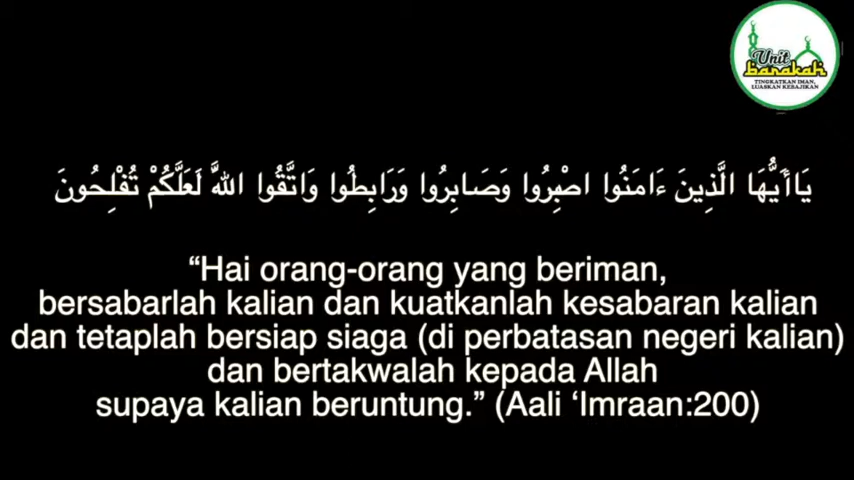 Unit
barakah
TINGKATKAN IMAN,
LUASKAN KEBAJIKAN
يَاأَيُّهَا الَّذِينَ ءَامَنُوا اصْبِرُوا وَصَابِرُوا وَرَابِطُوا وَاتَّقُوا اللَّهَ لَعَلَّكُمْ تُفْلِحُونَ
“Hai orang-orang yang beriman,
bersabarlah kalian dan kuatkanlah kesabaran kalian
dan tetaplah bersiap siaga (di perbatasan negeri kalian)
dan bertakwalah kepada Allah
supaya kalian beruntung.” (Aali ‘Imraan:200)